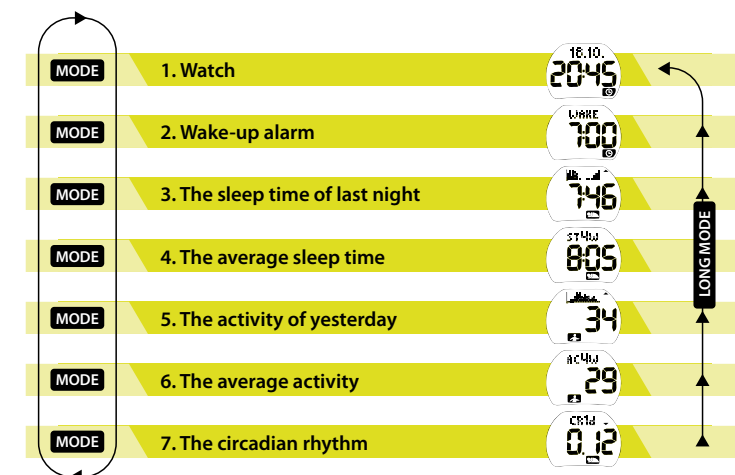 18.10.
MODE 1. Watch 20:45
WAKE
MODE 2. Wake-up alarm 7:00
MODE 3. The sleep time of last night 7:46
ST4W
MODE 4. The average sleep time 8:05
MODE 5. The activity of yesterday 34
AC4W
MODE 6. The average activity 29
CR1d
MODE 7. The circadian rhythm 0.12
LONG MODE